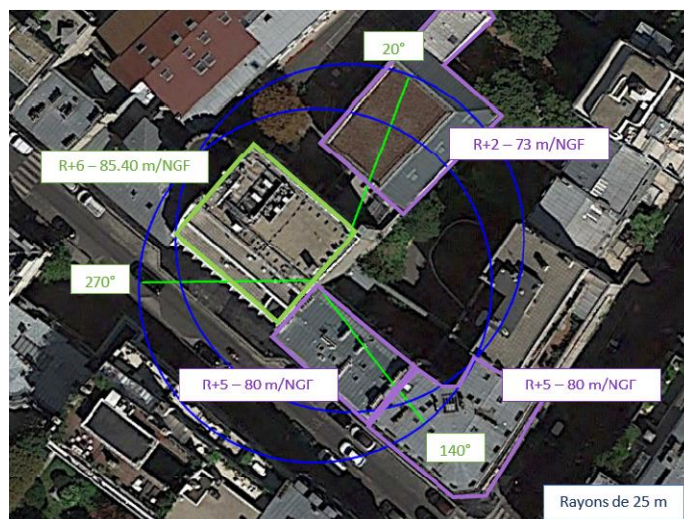 20°
R+2 – 73 m/NGF
R+6 – 85.40 m/NGF
270°
R+5 – 80 m/NGF
R+5 – 80 m/NGF
140°
Rayons de 25 m